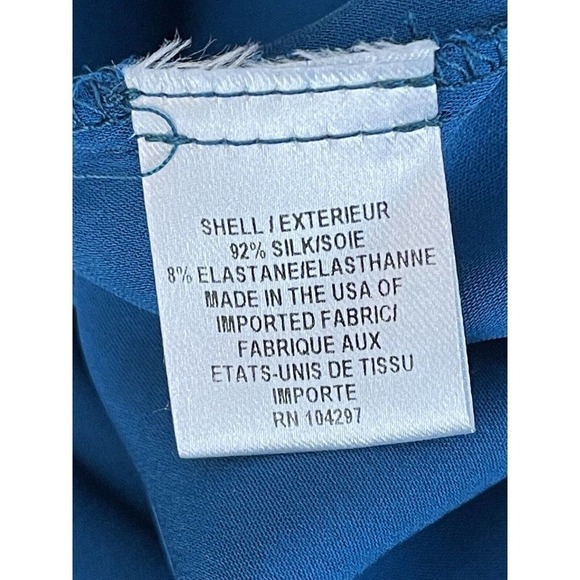 SHELL / EXTERIEUR
92% SILK/SOIE
8% ELASTANE/ELASTHANNE
MADE IN THE USA OF
IMPORTED FABRIC/
FABRIQUE AUX
ETATS-UNIS DE TISSU
IMPORTE
RN 104297